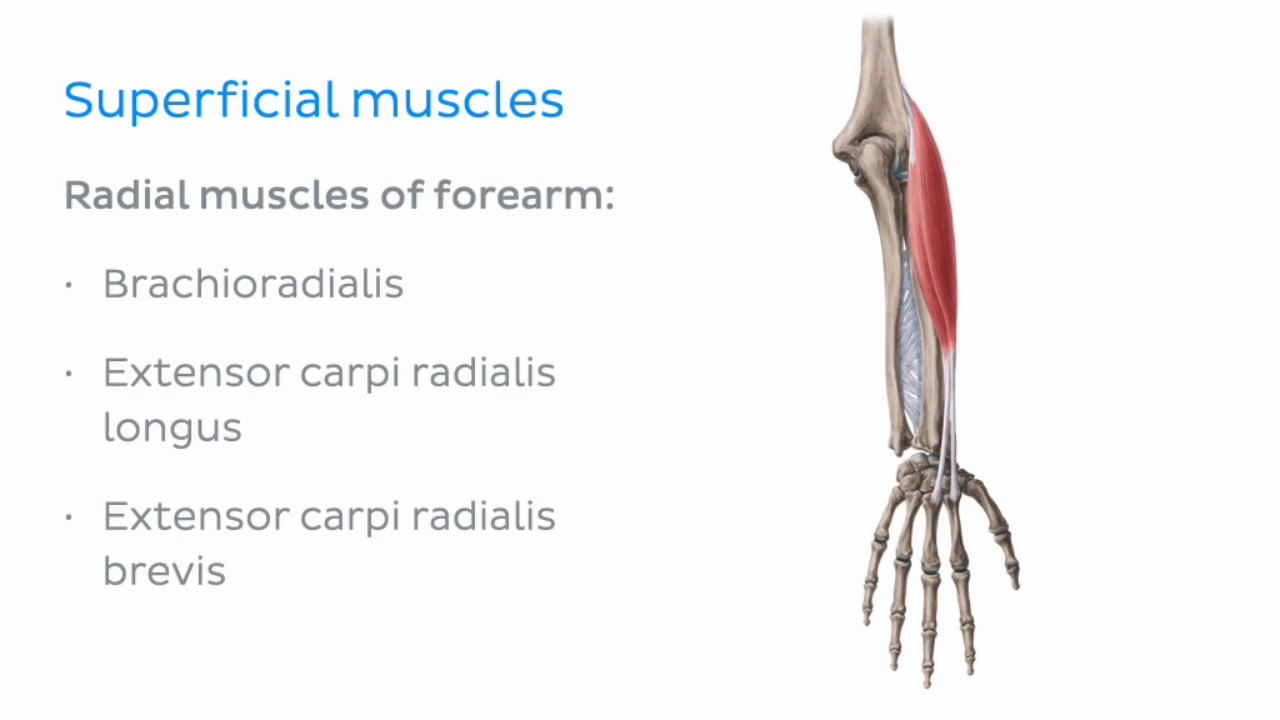 Superficial muscles
Radial muscles of forearm:
· Brachioradialis
· Extensor carpi radialis
longus
· Extensor carpi radialis
brevis